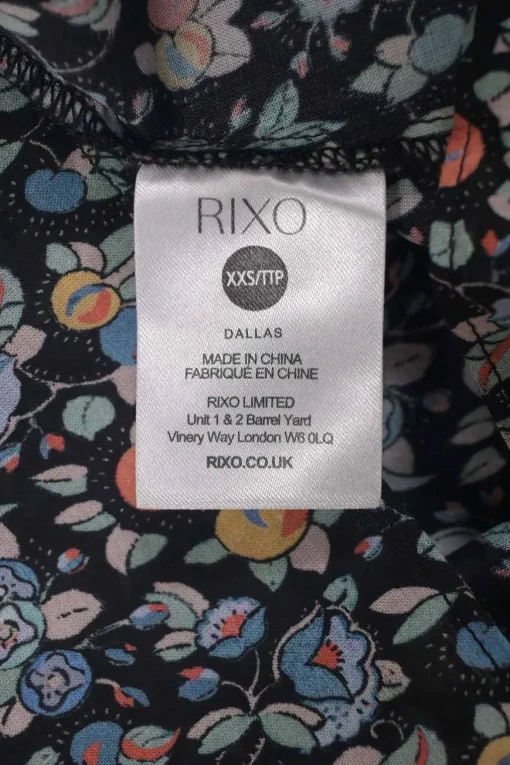 RIXO
XXS/TTP
DALLAS
MADE IN CHINA
FABRIQUÉ EN CHINE
RIXO LIMITED
Unit 1 & 2 Barrel Yard
Vinery Way London W6 0LQ
RIXO.CO.UK